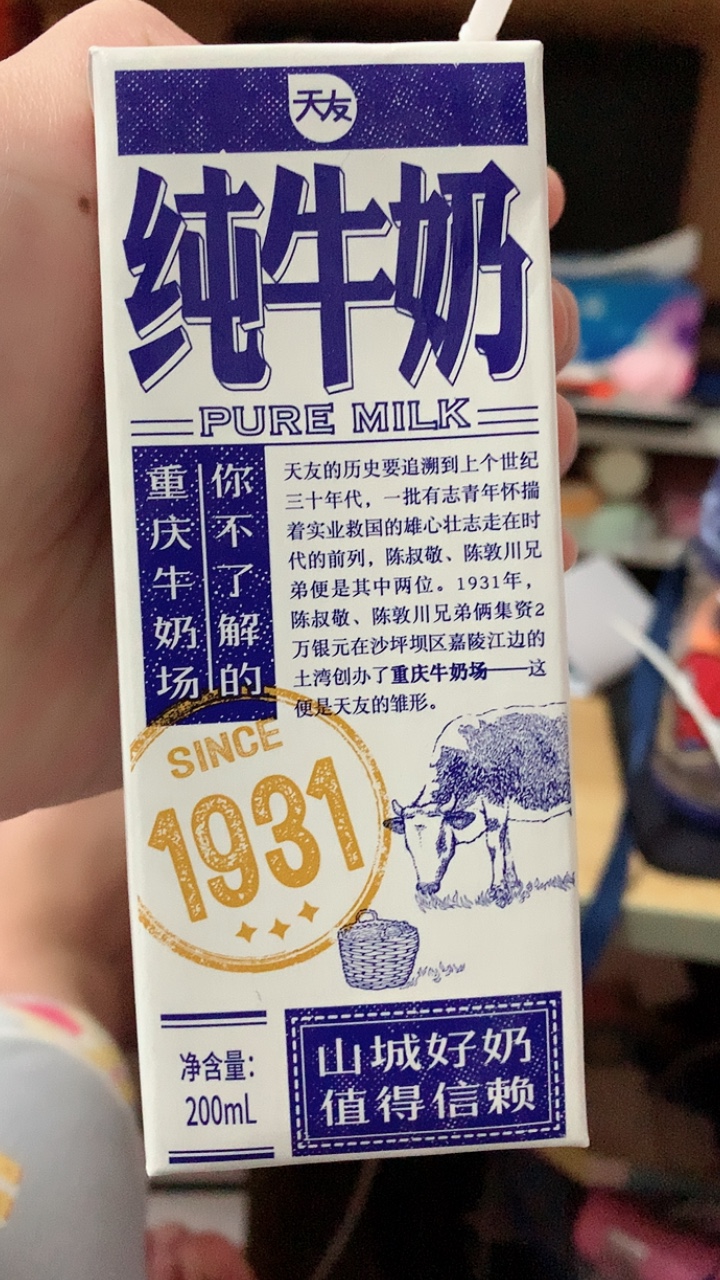 天友
纯牛奶
PURE MILK
你不了解的
重庆牛奶场
天友的历史要追溯到上个世纪
三十年代，一批有志青年怀揣
着实业救国的雄心壮志走在时
代的前列，陈叔敬、陈敦川兄
弟便是其中两位。1931年，
陈叔敬、陈敦川兄弟俩集资2
万银元在沙坪坝区嘉陵江边的
土湾创办了重庆牛奶场——这
便是天友的雏形。
SINCE
1931
净含量：
200mL
山城好奶
值得信赖